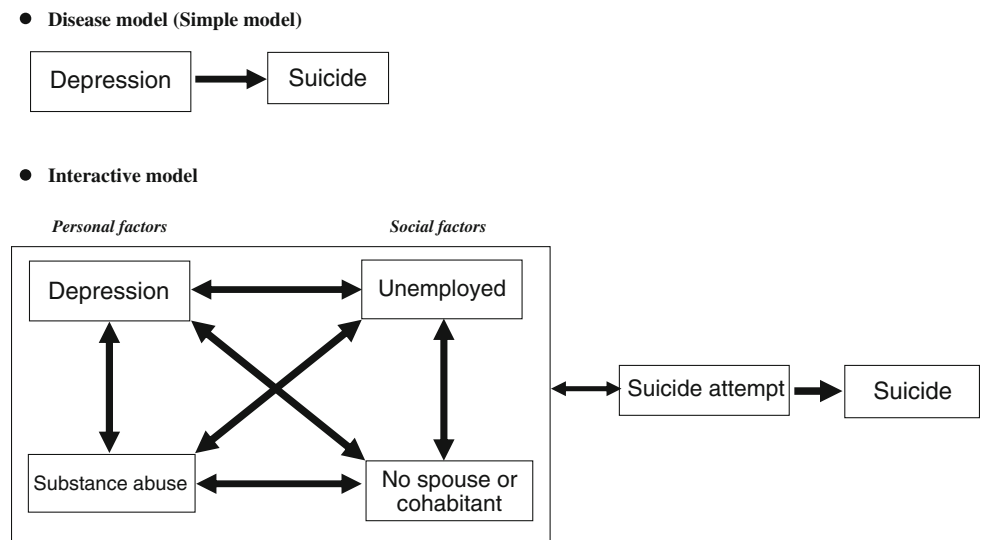 ● Disease model (Simple model)
Depression
Suicide
● Interactive model
Personal factors
Social factors
Depression
Unemployed
Suicide attempt
Suicide
Substance abuse
No spouse or
cohabitant